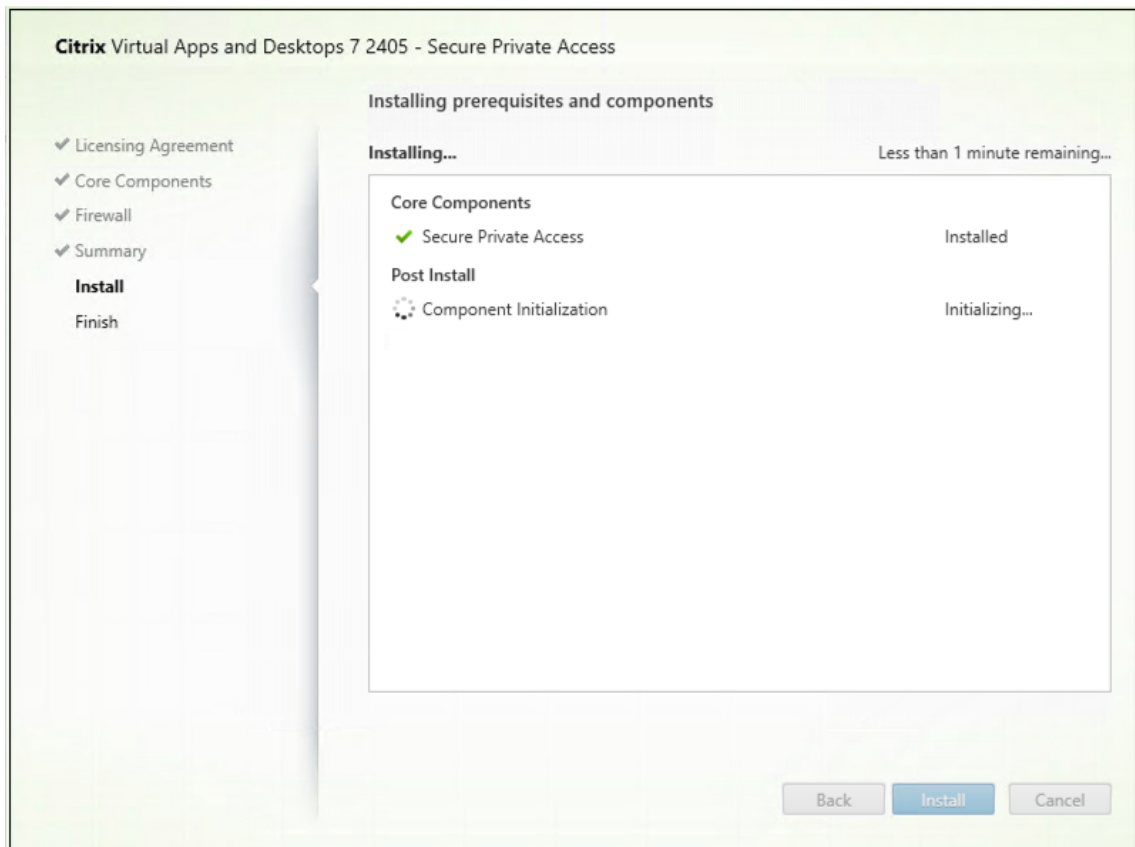 Citrix Virtual Apps and Desktops 7 2405 - Secure Private Access
Licensing Agreement
Core Components
Firewall
Summary
Install
Finish
Installing prerequisites and components
Installing... Less than 1 minute remaining...
Core Components
Secure Private Access Installed
Post Install
Component Initialization Initializing...
Back Install Cancel